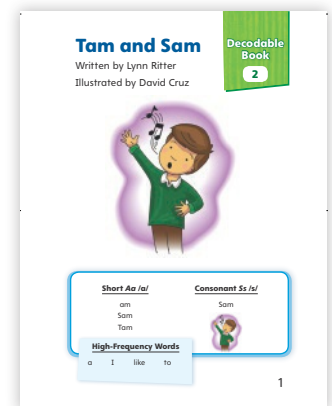 Tam and Sam
Written by Lynn Ritter
Illustrated by David Cruz
Decodable
Book
2
Short Aa /a/
am
Sam
Tam
Consonant Ss /s/
Sam
High-Frequency Words
a I like to
1